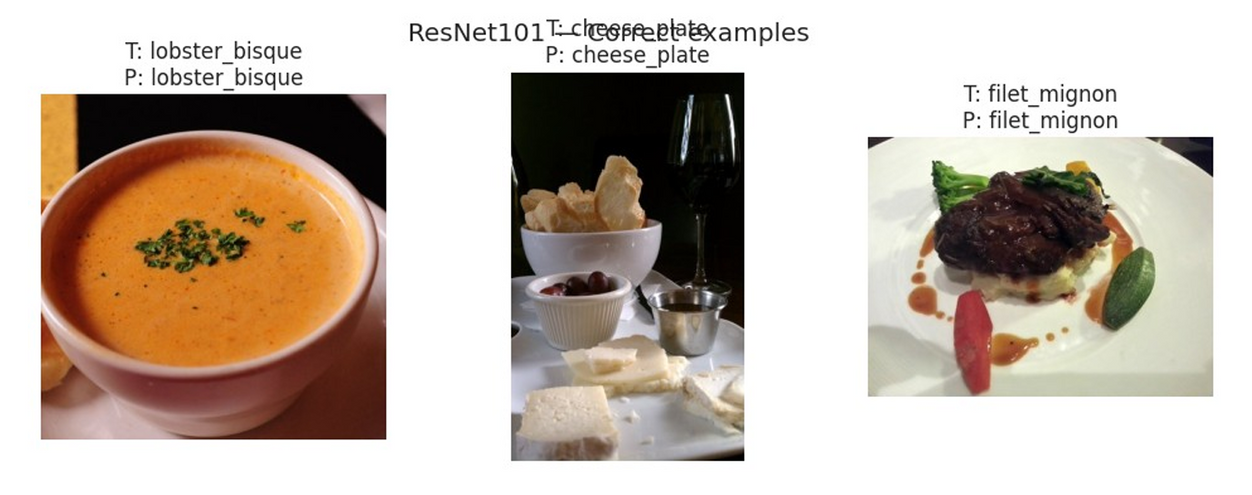 ResNet101 — Correct examples
T: lobster_bisque
P: lobster_bisque
T: cheese_plate
P: cheese_plate
T: filet_mignon
P: filet_mignon